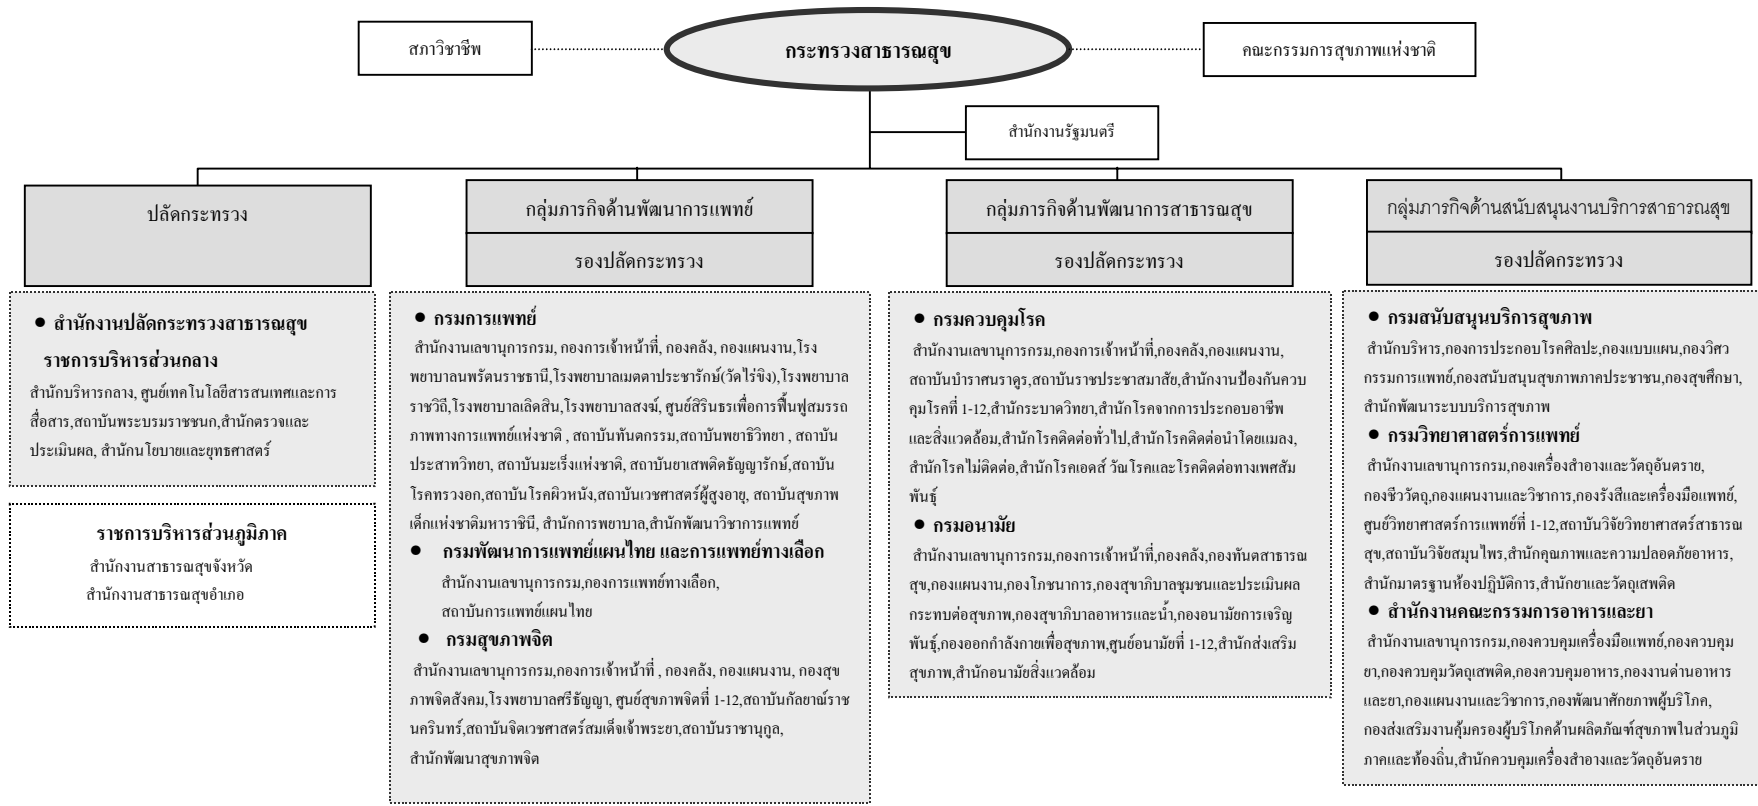 สภาวิชาชีพ
กระทรวงสาธารณสุข
คณะกรรมการสุขภาพแห่งชาติ
สำนักงานรัฐมนตรี
ปลัดกระทรวง
กลุ่มภารกิจด้านพัฒนาการแพทย์
รองปลัดกระทรวง
กลุ่มภารกิจด้านพัฒนาการสาธารณสุข
รองปลัดกระทรวง
กลุ่มภารกิจด้านสนับสนุนงานบริการสาธารณสุข
รองปลัดกระทรวง
● สำนักงานปลัดกระทรวงสาธารณสุข
ราชการบริหารส่วนกลาง
สำนักบริหารกลาง, ศูนย์เทคโนโลยีสารสนเทศและการ
สื่อสาร,สถาบันพระบรมราชชนก,สำนักตรวจและ
ประเมินผล, สำนักนโยบายและยุทธศาสตร์
ราชการบริหารส่วนภูมิภาค
สำนักงานสาธารณสุขจังหวัด
สำนักงานสาธารณสุขอำเภอ
● กรมการแพทย์
สำนักงานเลขานุการกรม, กองการเจ้าหน้าที่, กองคลัง, กองแผนงาน,โรง
พยาบาลนพรัตนราชธานี,โรงพยาบาลเมตตาประชารักษ์(วัดไร่ขิง),โรงพยาบาล
ราชวิถี,โรงพยาบาลเลิดสิน,โรงพยาบาลสงฆ์, ศูนย์สิรินธรเพื่อการฟื้นฟูสมรรถ
ภาพทางการแพทย์แห่งชาติ , สถาบันทันตกรรม,สถาบันพยาธิวิทยา , สถาบัน
ประสาทวิทยา, สถาบันมะเร็งแห่งชาติ, สถาบันยาเสพติดธัญญารักษ์,สถาบัน
โรคทรวงอก,สถาบันโรคผิวหนัง,สถาบันเวชศาสตร์ผู้สูงอายุ, สถาบันสุขภาพ
เด็กแห่งชาติมหาราชินี, สำนักการพยาบาล,สำนักพัฒนาวิชาการแพทย์
● กรมพัฒนาการแพทย์แผนไทย และการแพทย์ทางเลือก
สำนักงานเลขานุการกรม,กองการแพทย์ทางเลือก,
สถาบันการแพทย์แผนไทย
● กรมสุขภาพจิต
สำนักงานเลขานุการกรม,กองการเจ้าหน้าที่ , กองคลัง, กองแผนงาน, กองสุข
ภาพจิตสังคม,โรงพยาบาลศรีธัญญา, ศูนย์สุขภาพจิตที่ 1-12,สถาบันกัลยาณ์ราช
นครินทร์,สถาบันจิตเวชศาสตร์สมเด็จเจ้าพระยา,สถาบันราชานุกูล,
สำนักพัฒนาสุขภาพจิต
● กรมควบคุมโรค
สำนักงานเลขานุการกรม,กองการเจ้าหน้าที่,กองคลัง,กองแผนงาน,
สถาบันบำราศนราดูร,สถาบันราชประชาสมาสัย,สำนักงานป้องกันควบ
คุมโรคที่ 1-12,สำนักระบาดวิทยา,สำนักโรคจากการประกอบอาชีพ
และสิ่งแวดล้อม,สำนักโรคติดต่อทั่วไป,สำนักโรคติดต่อนำโดยแมลง,
สำนักโรคไม่ติดต่อ,สำนักโรคเอดส์ วัณโรคและโรคติดต่อทางเพศสัม
พันธุ์
● กรมอนามัย
สำนักงานเลขานุการกรม,กองการเจ้าหน้าที่,กองคลัง,กองทันตสาธารณ
สุข,กองแผนงาน,กองโภชนาการ,กองสุขาภิบาลชุมชนและประเมินผล
กระทบต่อสุขภาพ,กองสุขาภิบาลอาหารและน้ำ,กองอนามัยการเจริญ
พันธุ์,กองออกกำลังกายเพื่อสุขภาพ,ศูนย์อนามัยที่ 1-12,สำนักส่งเสริม
สุขภาพ,สำนักอนามัยสิ่งแวดล้อม
● กรมสนับสนุนบริการสุขภาพ
สำนักบริหาร,กองการประกอบโรคศิลปะ,กองแบบแผน,กองวิศว
กรรมการแพทย์,กองสนับสนุนสุขภาพภาคประชาชน,กองสุขศึกษา,
สำนักพัฒนาระบบบริการสุขภาพ
● กรมวิทยาศาสตร์การแพทย์
สำนักงานเลขานุการกรม,กองเครื่องสำอางและวัตถุอันตราย,
กองชีววัตถุ,กองแผนงานและวิชาการ,กองรังสีและเครื่องมือแพทย์,
ศูนย์วิทยาศาสตร์การแพทย์ที่ 1-12,สถาบันวิจัยวิทยาศาสตร์สาธารณ
สุข,สถาบันวิจัยสมุนไพร,สำนักคุณภาพและความปลอดภัยอาหาร,
สำนักมาตรฐานห้องปฏิบัติการ,สำนักยาและวัตถุเสพติด
● สำนักงานคณะกรรมการอาหารและยา
สำนักงานเลขานุการกรม,กองควบคุมเครื่องมือแพทย์,กองควบคุม
ยา,กองควบคุมวัตถุเสพติด,กองควบคุมอาหาร,กองงานด่านอาหาร
และยา,กองแผนงานและวิชาการ,กองพัฒนาศักยภาพผู้บริโภค,
กองส่งเสริมงานคุ้มครองผู้บริโภคด้านผลิตภัณฑ์สุขภาพในส่วนภูมิ
ภาคและท้องถิ่น,สำนักควบคุมเครื่องสำอางและวัตถุอันตราย